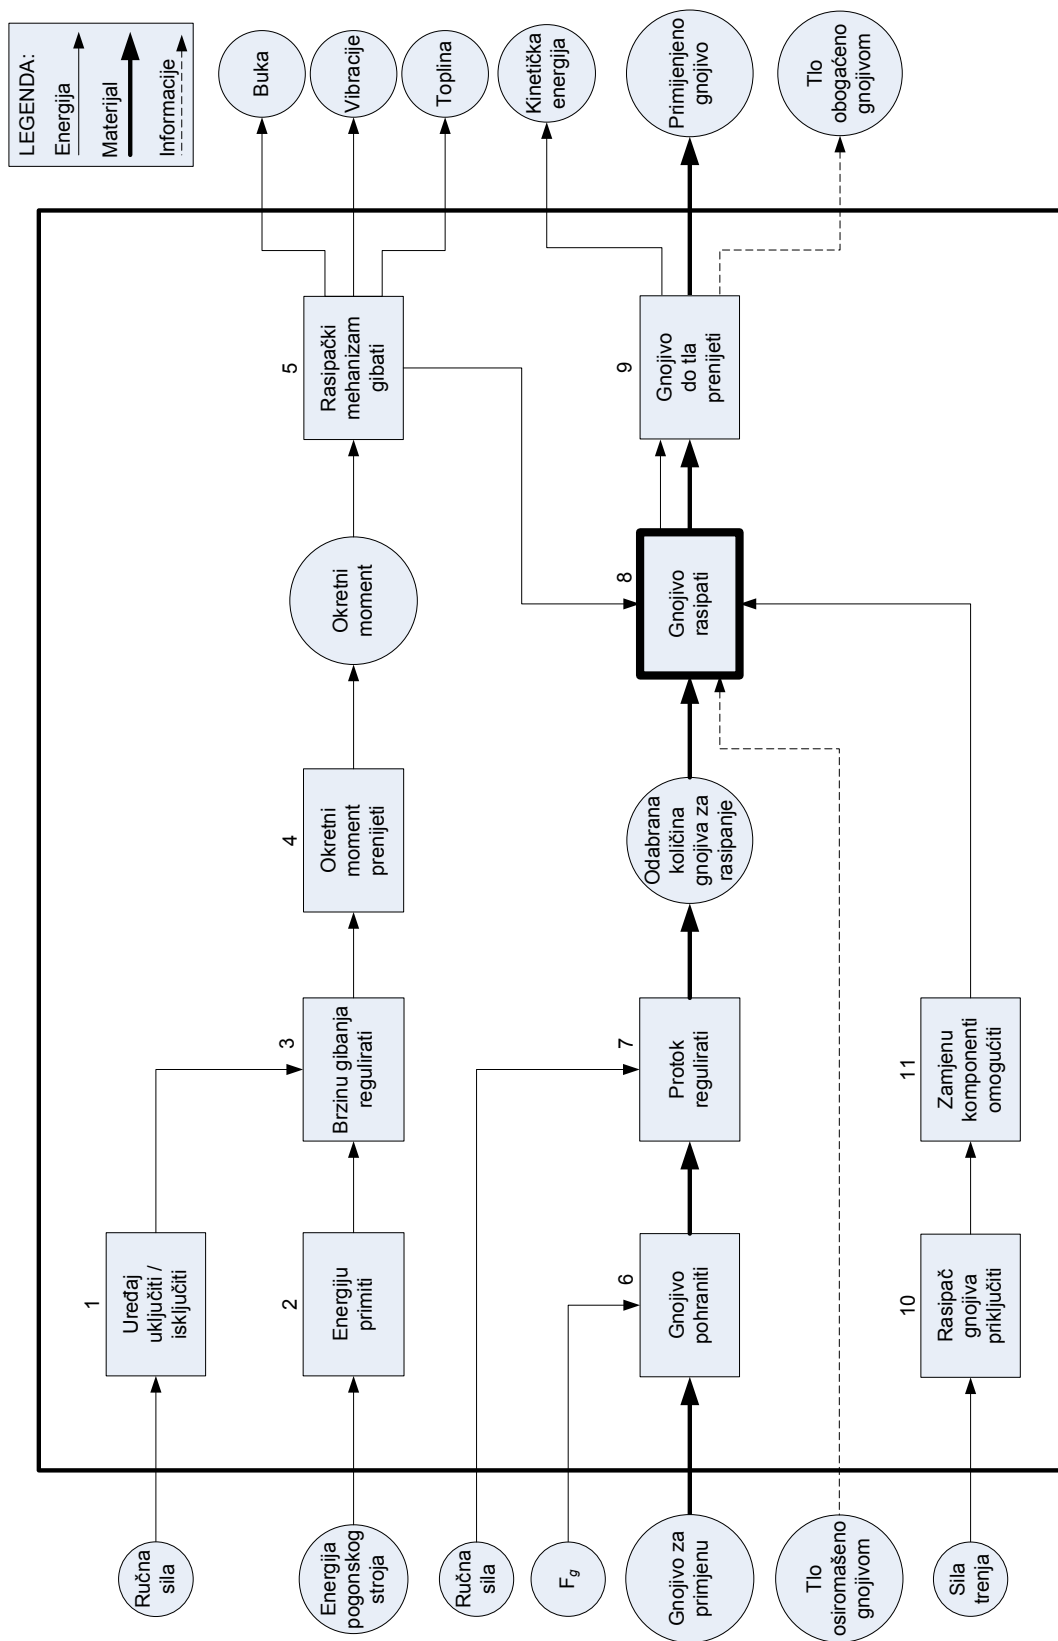 LEGENDA:
Energija
Materijal
Informacije
Ručna
sila
1
Uređaj
uključiti /
isključiti
Energija
pogonskog
stroja
2
Energiju
primiti
3
Brzinu gibanja
regulirati
4
Okretni
moment
prenijeti
Okretni
moment
5
Rasipački
mehanizam
gibati
Buka
Vibracije
Toplina
Ručna
sila
Fg
Gnojivo za
primjenu
6
Gnojivo
pohraniti
7
Protok
regulirati
Odabrana
količina
gnojiva za
rasipanje
8
Gnojivo
rasipati
9
Gnojivo
do tla
prenijeti
Kinetička
energija
Primijenjeno
gnojivo
Tlo
obogaćeno
gnojivom
Tlo
osiromašeno
gnojivom
Sila
trenja
10
Rasipač
gnojiva
priključiti
11
Zamjenu
komponenti
omogućiti